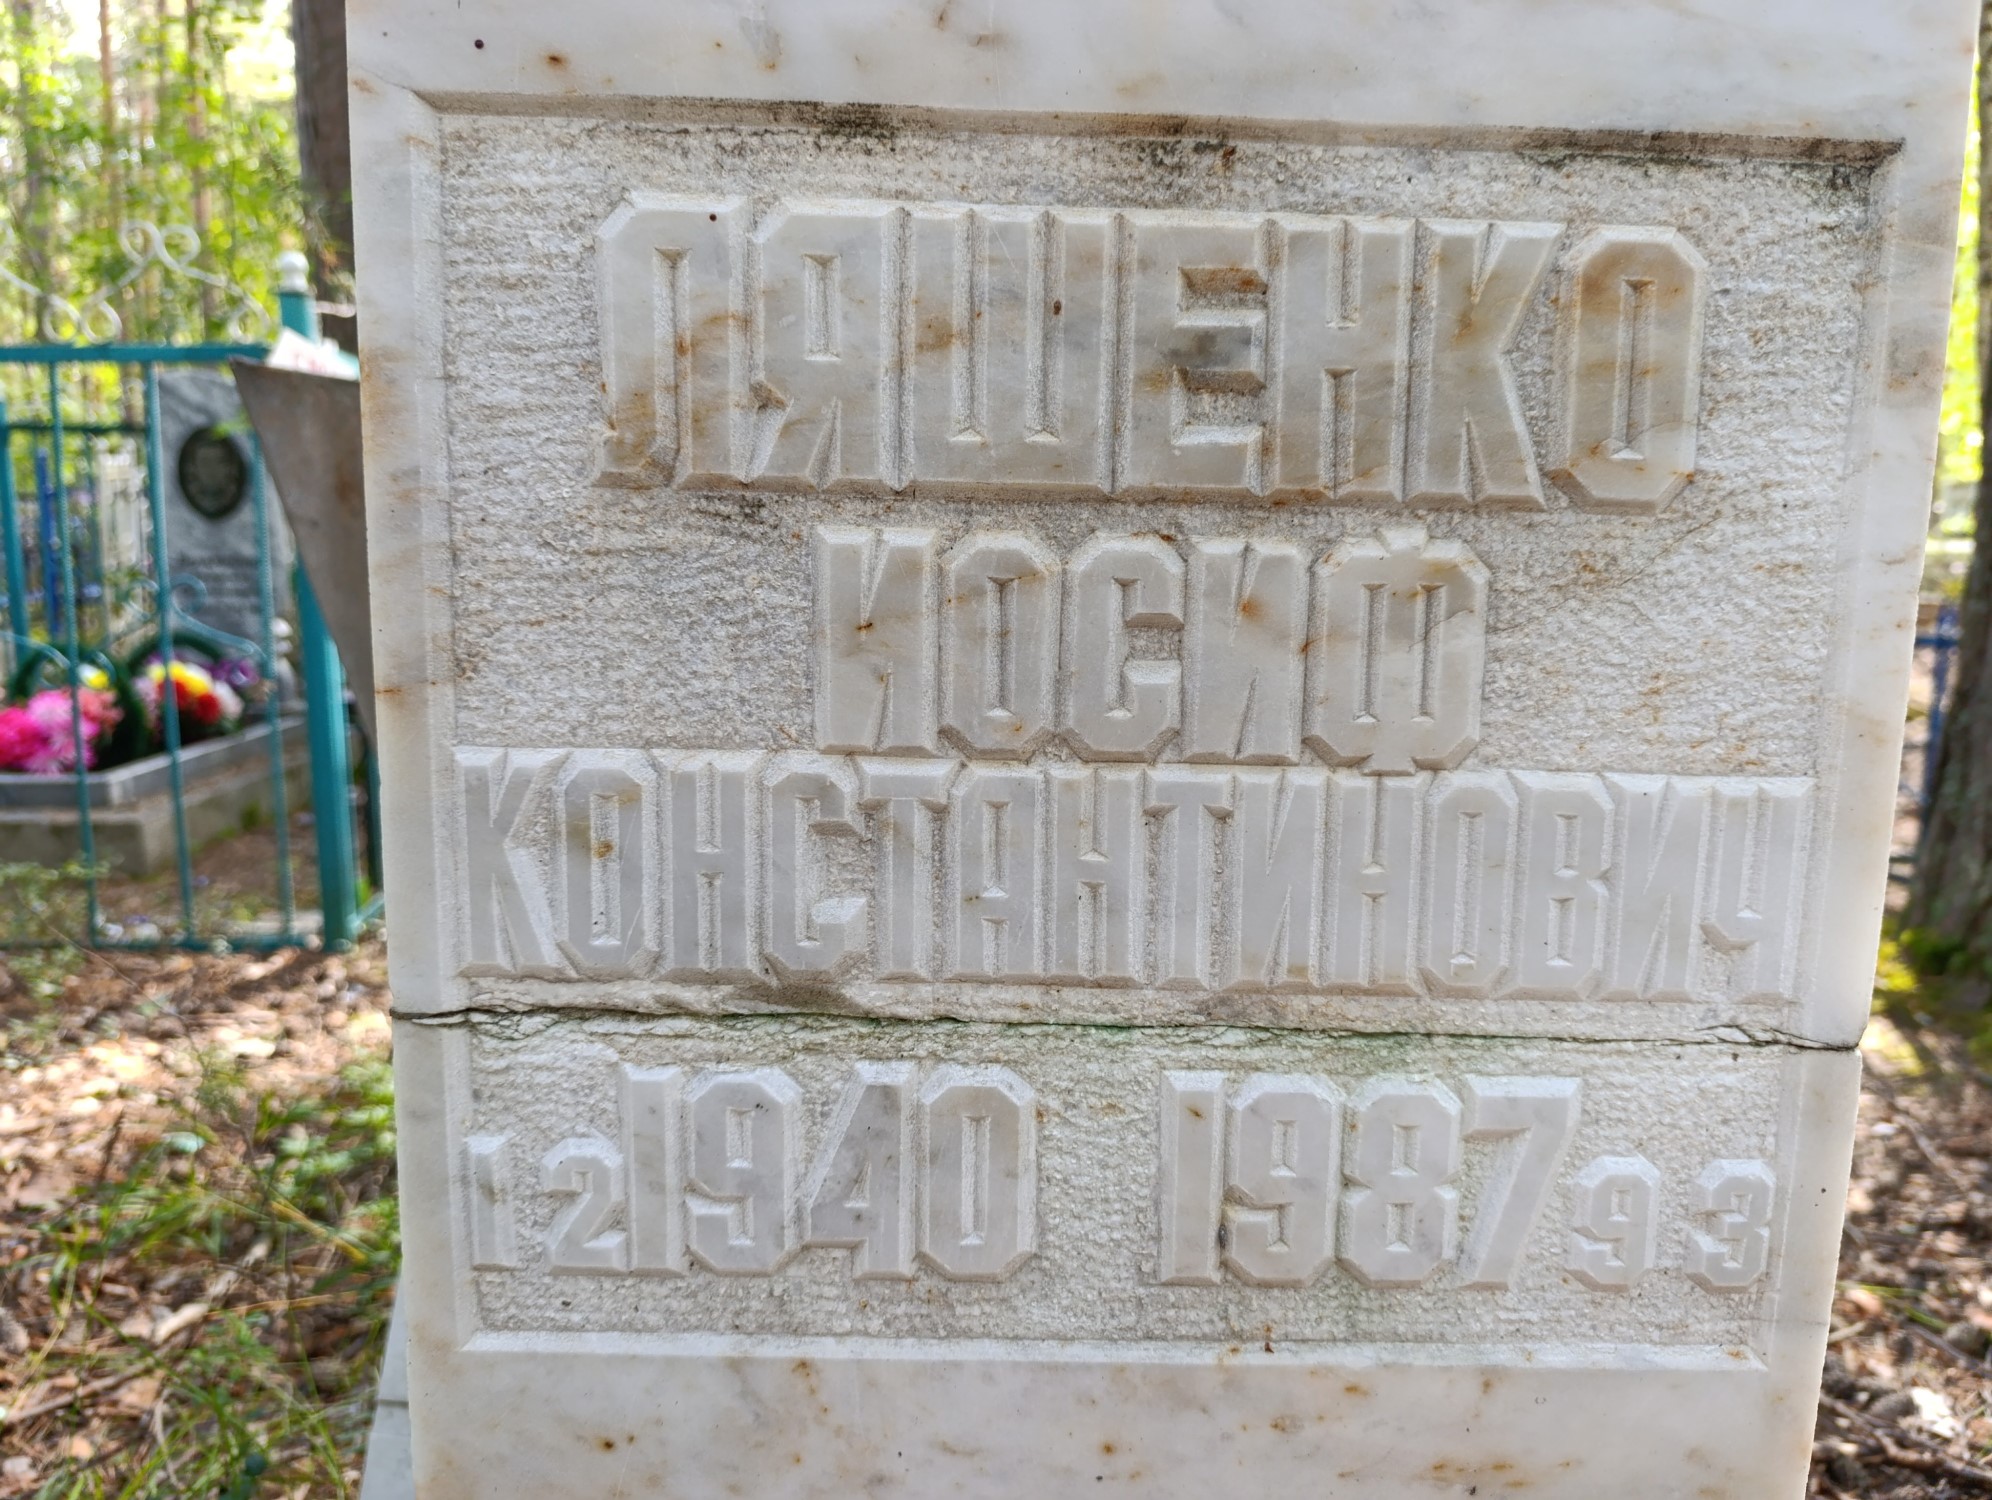 ЛЯШЕНКО
ИОСИФ
КОНСТАНТИНОВИЧ
1 2 1940 1987 9 3